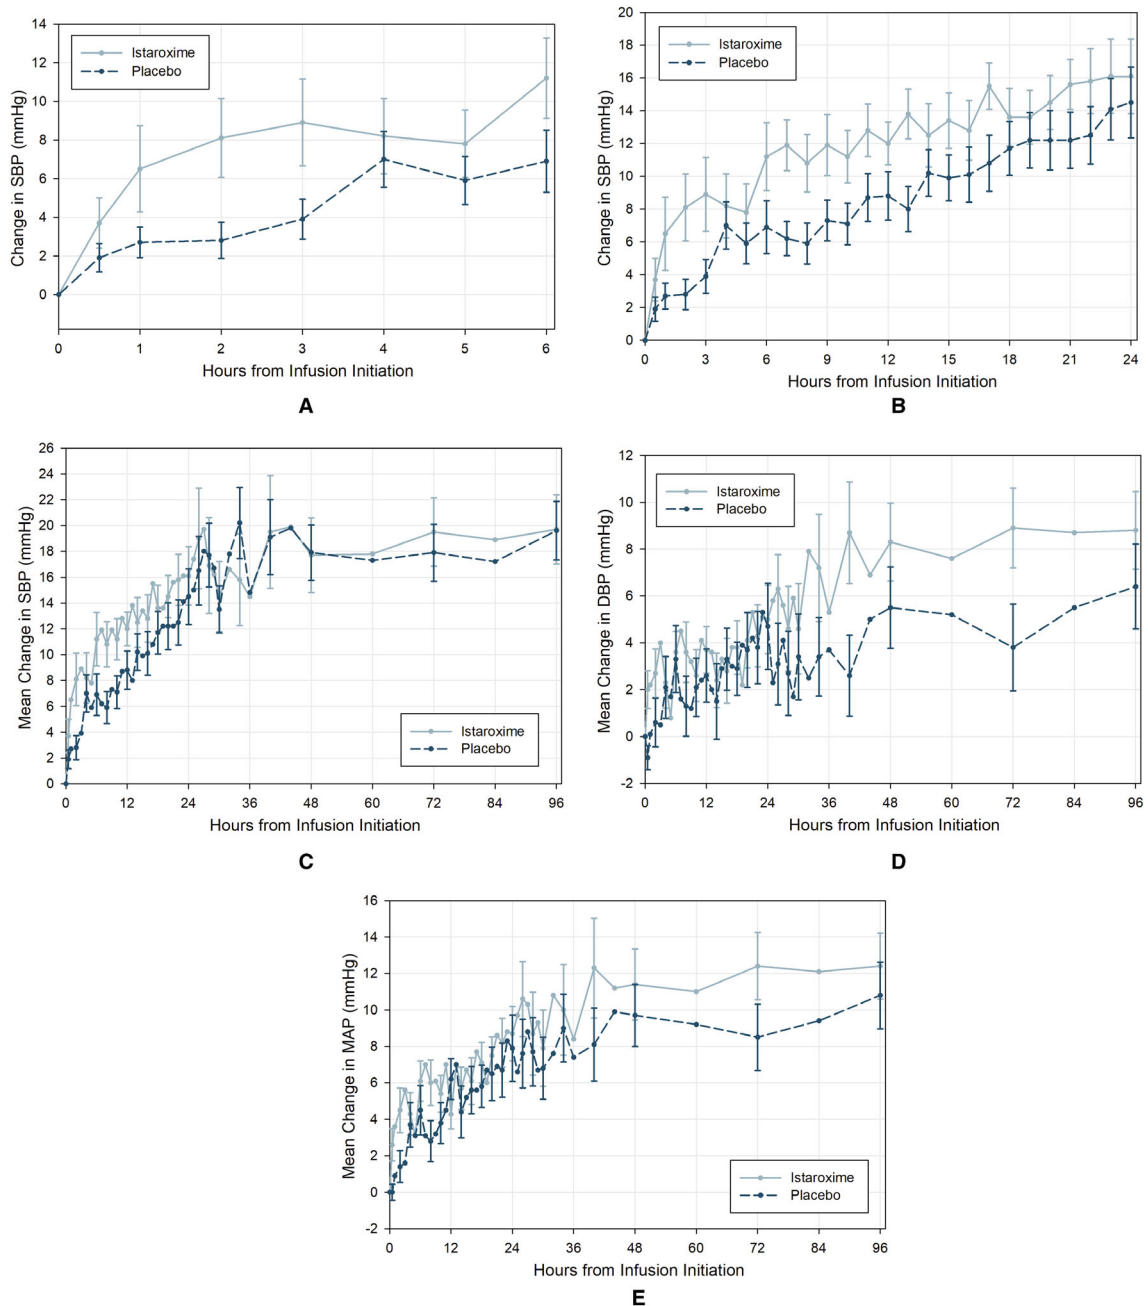 14
12
10
8
6
4
2
0
Change in SBP (mmHg)
Istaroxime
Placebo
0 1 2 3 4 5 6
Hours from Infusion Initiation
A
20
18
16
14
12
10
8
6
4
2
0
Change in SBP (mmHg)
Istaroxime
Placebo
0 3 6 9 12 15 18 21 24
Hours from Infusion Initiation
B
26
24
22
20
18
16
14
12
10
8
6
4
2
0
Mean Change in SBP (mmHg)
Istaroxime
Placebo
0 12 24 36 48 60 72 84 96
Hours from Infusion Initiation
C
12
10
8
6
4
2
0
-2
Mean Change in DBP (mmHg)
Istaroxime
Placebo
0 12 24 36 48 60 72 84 96
Hours from Infusion Initiation
D
16
14
12
10
8
6
4
2
0
-2
Mean Change in MAP (mmHg)
Istaroxime
Placebo
0 12 24 36 48 60 72 84 96
Hours from Infusion Initiation
E